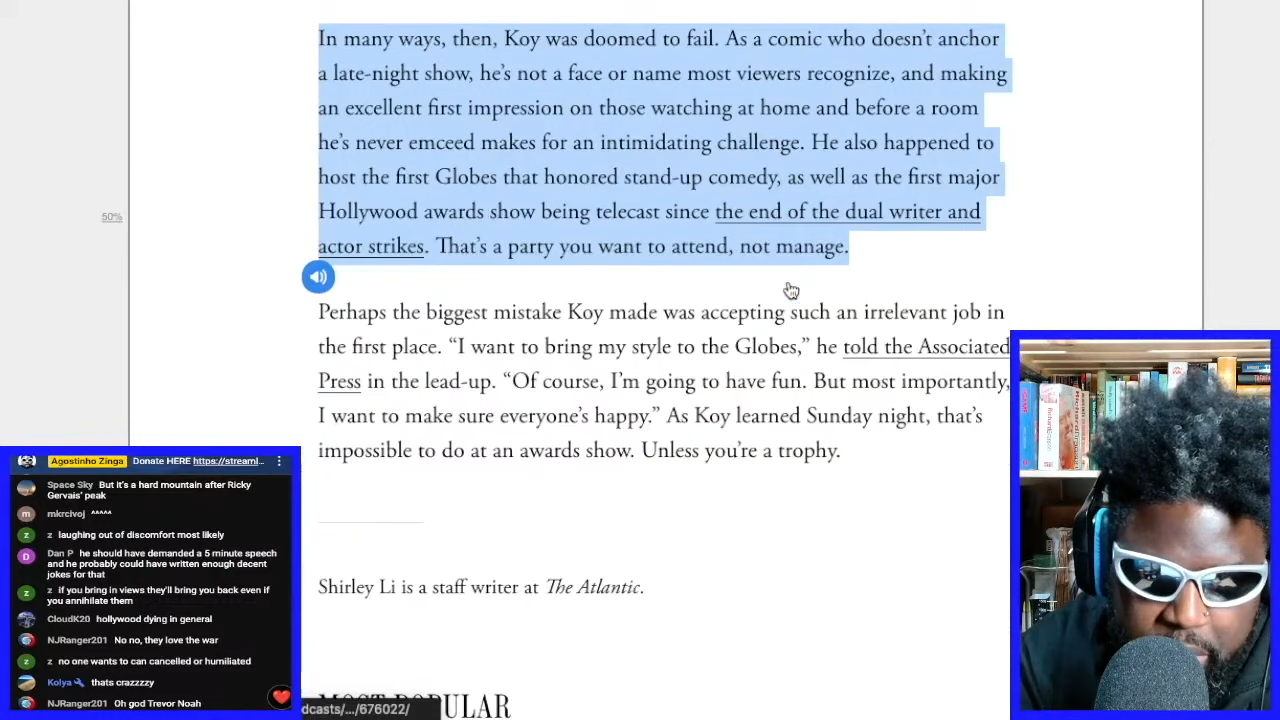 In many ways, then, Koy was doomed to fail. As a comic who doesn't anchor
a late-night show, he's not a face or name most viewers recognize, and making
an excellent first impression on those watching at home and before a room
he's never emceed makes for an intimidating challenge. He also happened to
host the first Globes that honored stand-up comedy, as well as the first major
Hollywood awards show being telecast since the end of the dual writer and
actor strikes. That's a party you want to attend, not manage.
50%
Perhaps the biggest mistake Koy made was accepting such an irrelevant job in
the first place. “I want to bring my style to the Globes,” he told the Associated
Press in the lead-up. “Of course, I'm going to have fun. But most importantly,
I want to make sure everyone's happy.” As Koy learned Sunday night, that's
impossible to do at an awards show. Unless you're a trophy.
Shirley Li is a staff writer at The Atlantic.
MOST POPULAR
dcasts/.../676022/
Agostinho Zinga Donate HERE https://streaml...
Space Sky But it's a hard mountain after Ricky
Gervais' peak
mkrcivoj ^^^^^
z laughing out of discomfort most likely
Dan P he should have demanded a 5 minute speech
and he probably could have written enough decent
jokes for that
z if you bring in views they'll bring you back even if
you annihilate them
CloudK20 hollywood dying in general
NJRanger201 No no, they love the war
z no one wants to can cancelled or humiliated
Kolya thats crazzzzy
NJRanger201 Oh god Trevor Noah